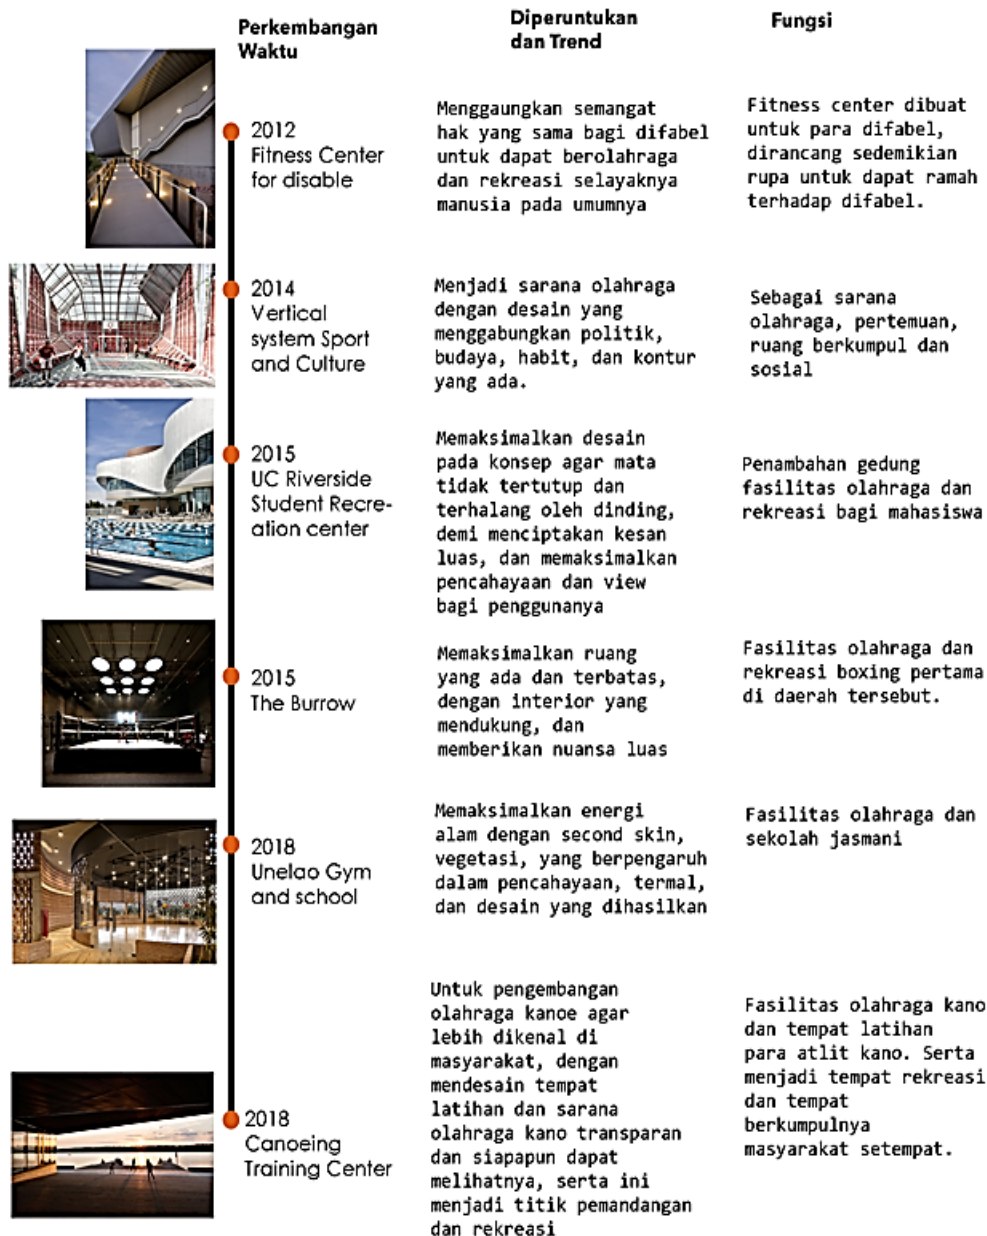 Perkembangan
Waktu
Diperuntukan
dan Trend
Fungsi
2012
Fitness Center
for disable
Menggaungkan semangat
hak yang sama bagi difabel
untuk dapat berolahraga
dan rekreasi selayaknya
manusia pada umumnya
Fitness center dibuat
untuk para difabel,
dirancang sedemikian
rupa untuk dapat ramah
terhadap difabel.
2014
Vertical
system Sport
and Culture
Menjadi sarana olahraga
dengan desain yang
menggabungkan politik,
budaya, habit, dan kontur
yang ada.
Sebagai sarana
olahraga, pertemuan,
ruang berkumpul dan
sosial
2015
UC Riverside
Student Recre-
ation center
Memaksimalkan desain
pada konsep agar mata
tidak tertutup dan
terhalang oleh dinding,
demi menciptakan kesan
luas, dan memaksimalkan
pencahayaan dan view
bagi penggunanya
Penambahan gedung
fasilitas olahraga dan
rekreasi bagi mahasiswa
2015
The Burrow
Memaksimalkan ruang
yang ada dan terbatas,
dengan interior yang
mendukung, dan
memberikan nuansa luas
Fasilitas olahraga dan
rekreasi boxing pertama
di daerah tersebut.
2018
Unelao Gym
and school
Memaksimalkan energi
alam dengan second skin,
vegetasi, yang berpengaruh
dalam pencahayaan, termal,
dan desain yang dihasilkan
Fasilitas olahraga dan
sekolah jasmani
2018
Canoeing
Training Center
Untuk pengembangan
olahraga kanoe agar
lebih dikenal di
masyarakat, dengan
mendesain tempat
latihan dan sarana
olahraga kano transparan
dan siapapun dapat
melihatnya, serta ini
menjadi titik pemandangan
dan rekreasi
Fasilitas olahraga kano
dan tempat latihan
para atlit kano. Serta
menjadi tempat rekreasi
dan tempat
berkumpulnya
masyarakat setempat.